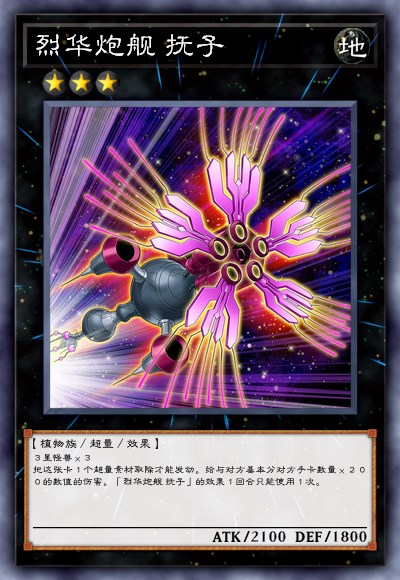 烈华炮舰 抚子
地
【植物族／超量／效果】
３星怪兽×３
把这张卡１个超量素材取除才能发动。给与对方基本分对方手卡数量×２０
０的数值的伤害。「烈华炮舰 抚子」的效果１回合只能使用１次。
ATK/2100 DEF/1800